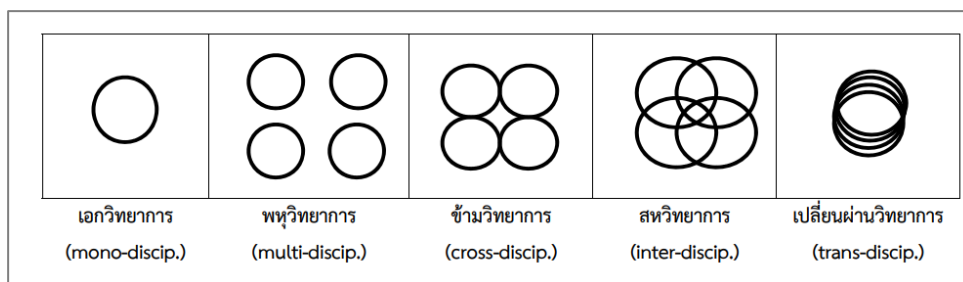 เอกวิทยาการ
(mono-discip.)
พหุวิทยาการ
(multi-discip.)
ข้ามวิทยาการ
(cross-discip.)
สหวิทยาการ
(inter-discip.)
เปลี่ยนผ่านวิทยาการ
(trans-discip.)